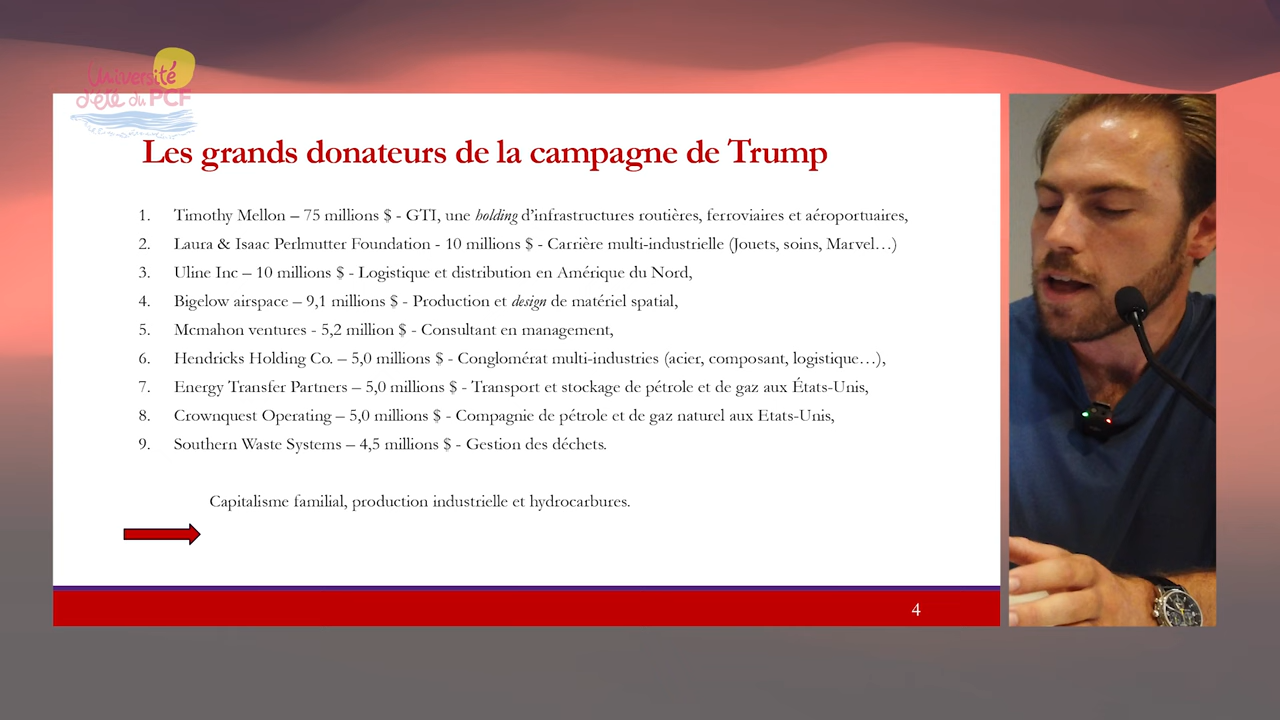 Université
d'été du PCF
Les grands donateurs de la campagne de Trump
1. Timothy Mellon – 75 millions $ - GTI, une holding d'infrastructures routières, ferroviaires et aéroportuaires,
2. Laura & Isaac Perlmutter Foundation - 10 millions $ - Carrière multi-industrielle (Jouets, soins, Marvel…)
3. Uline Inc – 10 millions $ - Logistique et distribution en Amérique du Nord,
4. Bigelow airspace – 9,1 millions $ - Production et design de matériel spatial,
5. Mcmahon ventures - 5,2 million $ - Consultant en management,
6. Hendricks Holding Co. – 5,0 millions $ - Conglomérat multi-industries (acier, composant, logistique…),
7. Energy Transfer Partners – 5,0 millions $ - Transport et stockage de pétrole et de gaz aux États-Unis,
8. Crownquest Operating – 5,0 millions $ - Compagnie de pétrole et de gaz naturel aux Etats-Unis,
9. Southern Waste Systems – 4,5 millions $ - Gestion des déchets.
Capitalisme familial, production industrielle et hydrocarbures.
4